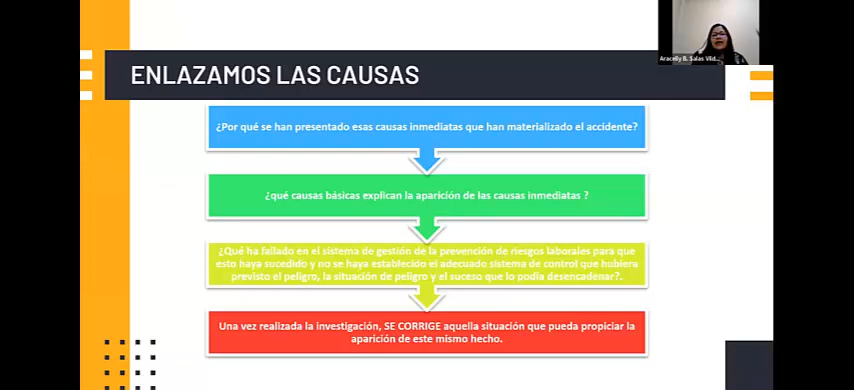 Aracelly B. Salas Vild...
ENLAZAMOS LAS CAUSAS
¿Por qué se han presentado esas causas inmediatas que han materializado el accidente?
¿qué causas básicas explican la aparición de las causas inmediatas ?
¿Qué ha fallado en el sistema de gestión de la prevención de riesgos laborales para que
esto haya sucedido y no se haya establecido el adecuado sistema de control que hubiera
previsto el peligro, la situación de peligro y el suceso que lo podía desencadenar?.
Una vez realizada la investigación, SE CORRIGE aquella situación que pueda propiciar la
aparición de este mismo hecho.